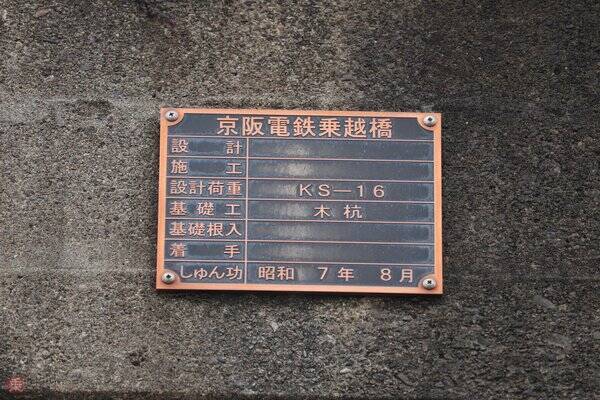 京阪電鉄乗越橋
設計
施工
設計荷重 KS-16
基礎工 木杭
基礎根入
着手
しゅん功 昭和 7年 8月
乗